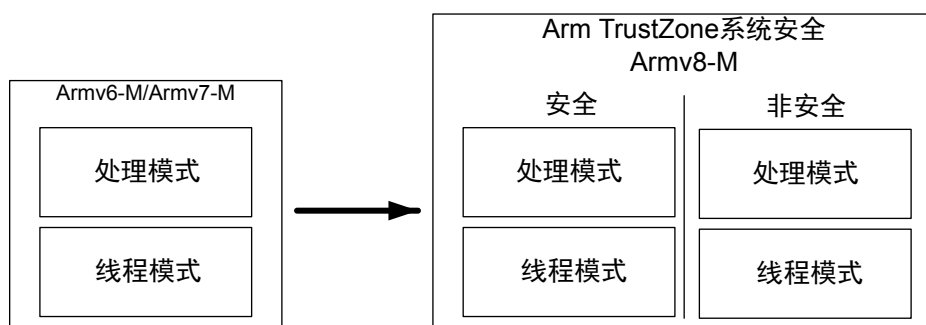 Armv6-M/Armv7-M
处理模式
线程模式
Arm TrustZone系统安全
Armv8-M
安全
非安全
处理模式
处理模式
线程模式
线程模式